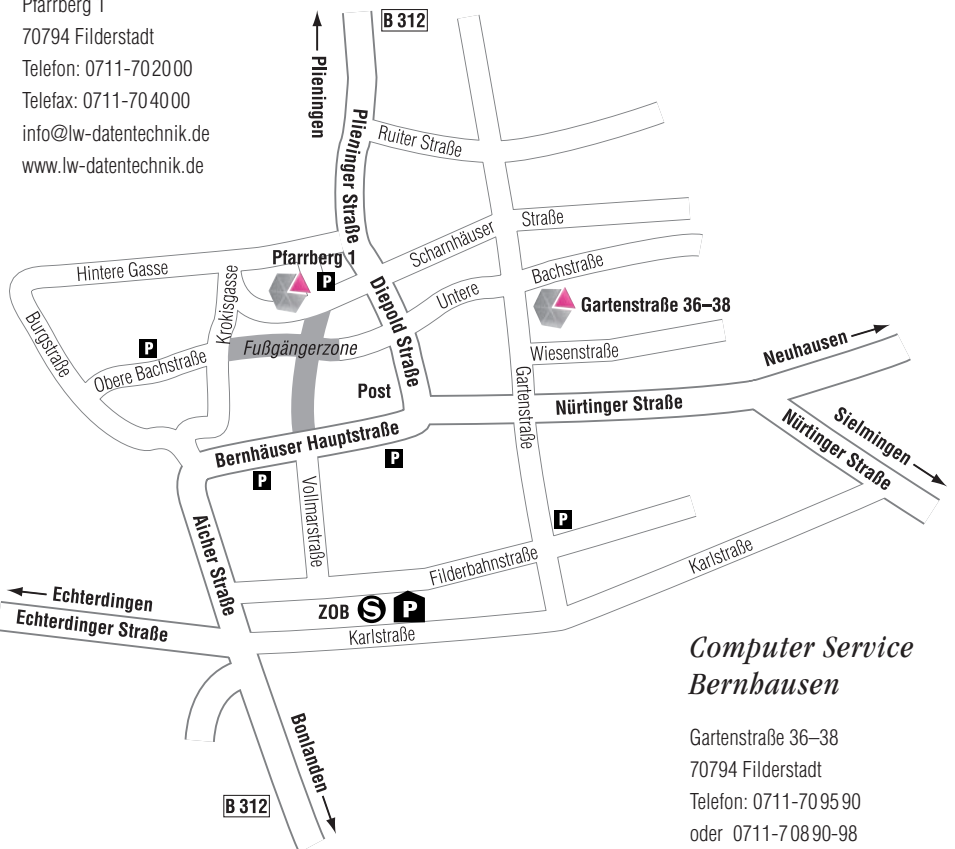 Pfarrberg 1
70794 Filderstadt
Telefon: 0711-702000
Telefax: 0711-704000
info@lw-datentechnik.de
www.lw-datentechnik.de
B 312
Plieningen
Plieninger Straße
Ruiter Straße
Scharnhäuser
Straße
Pfarrberg 1
P
Hintere Gasse
Krokisgasse
Diepold Straße
Untere
Bachstraße
Gartenstraße 36–38
Burgstraße
P
Obere Bachstraße
Fußgängerzone
Wiesenstraße
Neuhausen
Post
Gartenstraße
Nürtinger Straße
Sielmingen
Nürtinger Straße
Bernhäuser Hauptstraße
P
P
Vollmarstraße
Aicher Straße
P
Filderbahnstraße
Karlstraße
Echterdingen
Echterdinger Straße
ZOB
S
P
Karlstraße
Bonlanden
B 312
Computer Service
Bernhausen
Gartenstraße 36–38
70794 Filderstadt
Telefon: 0711-709590
oder 0711-70890-98